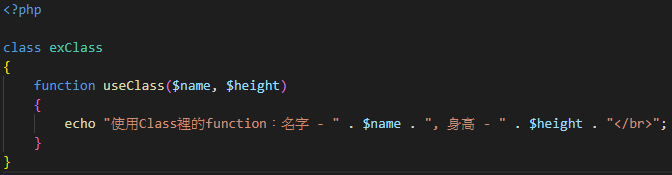 <?php
class exClass
{
function useClass($name, $height)
{
echo "使用Class裡的function：名字 - " . $name . ", 身高 - " . $height . "</br>";
}
}